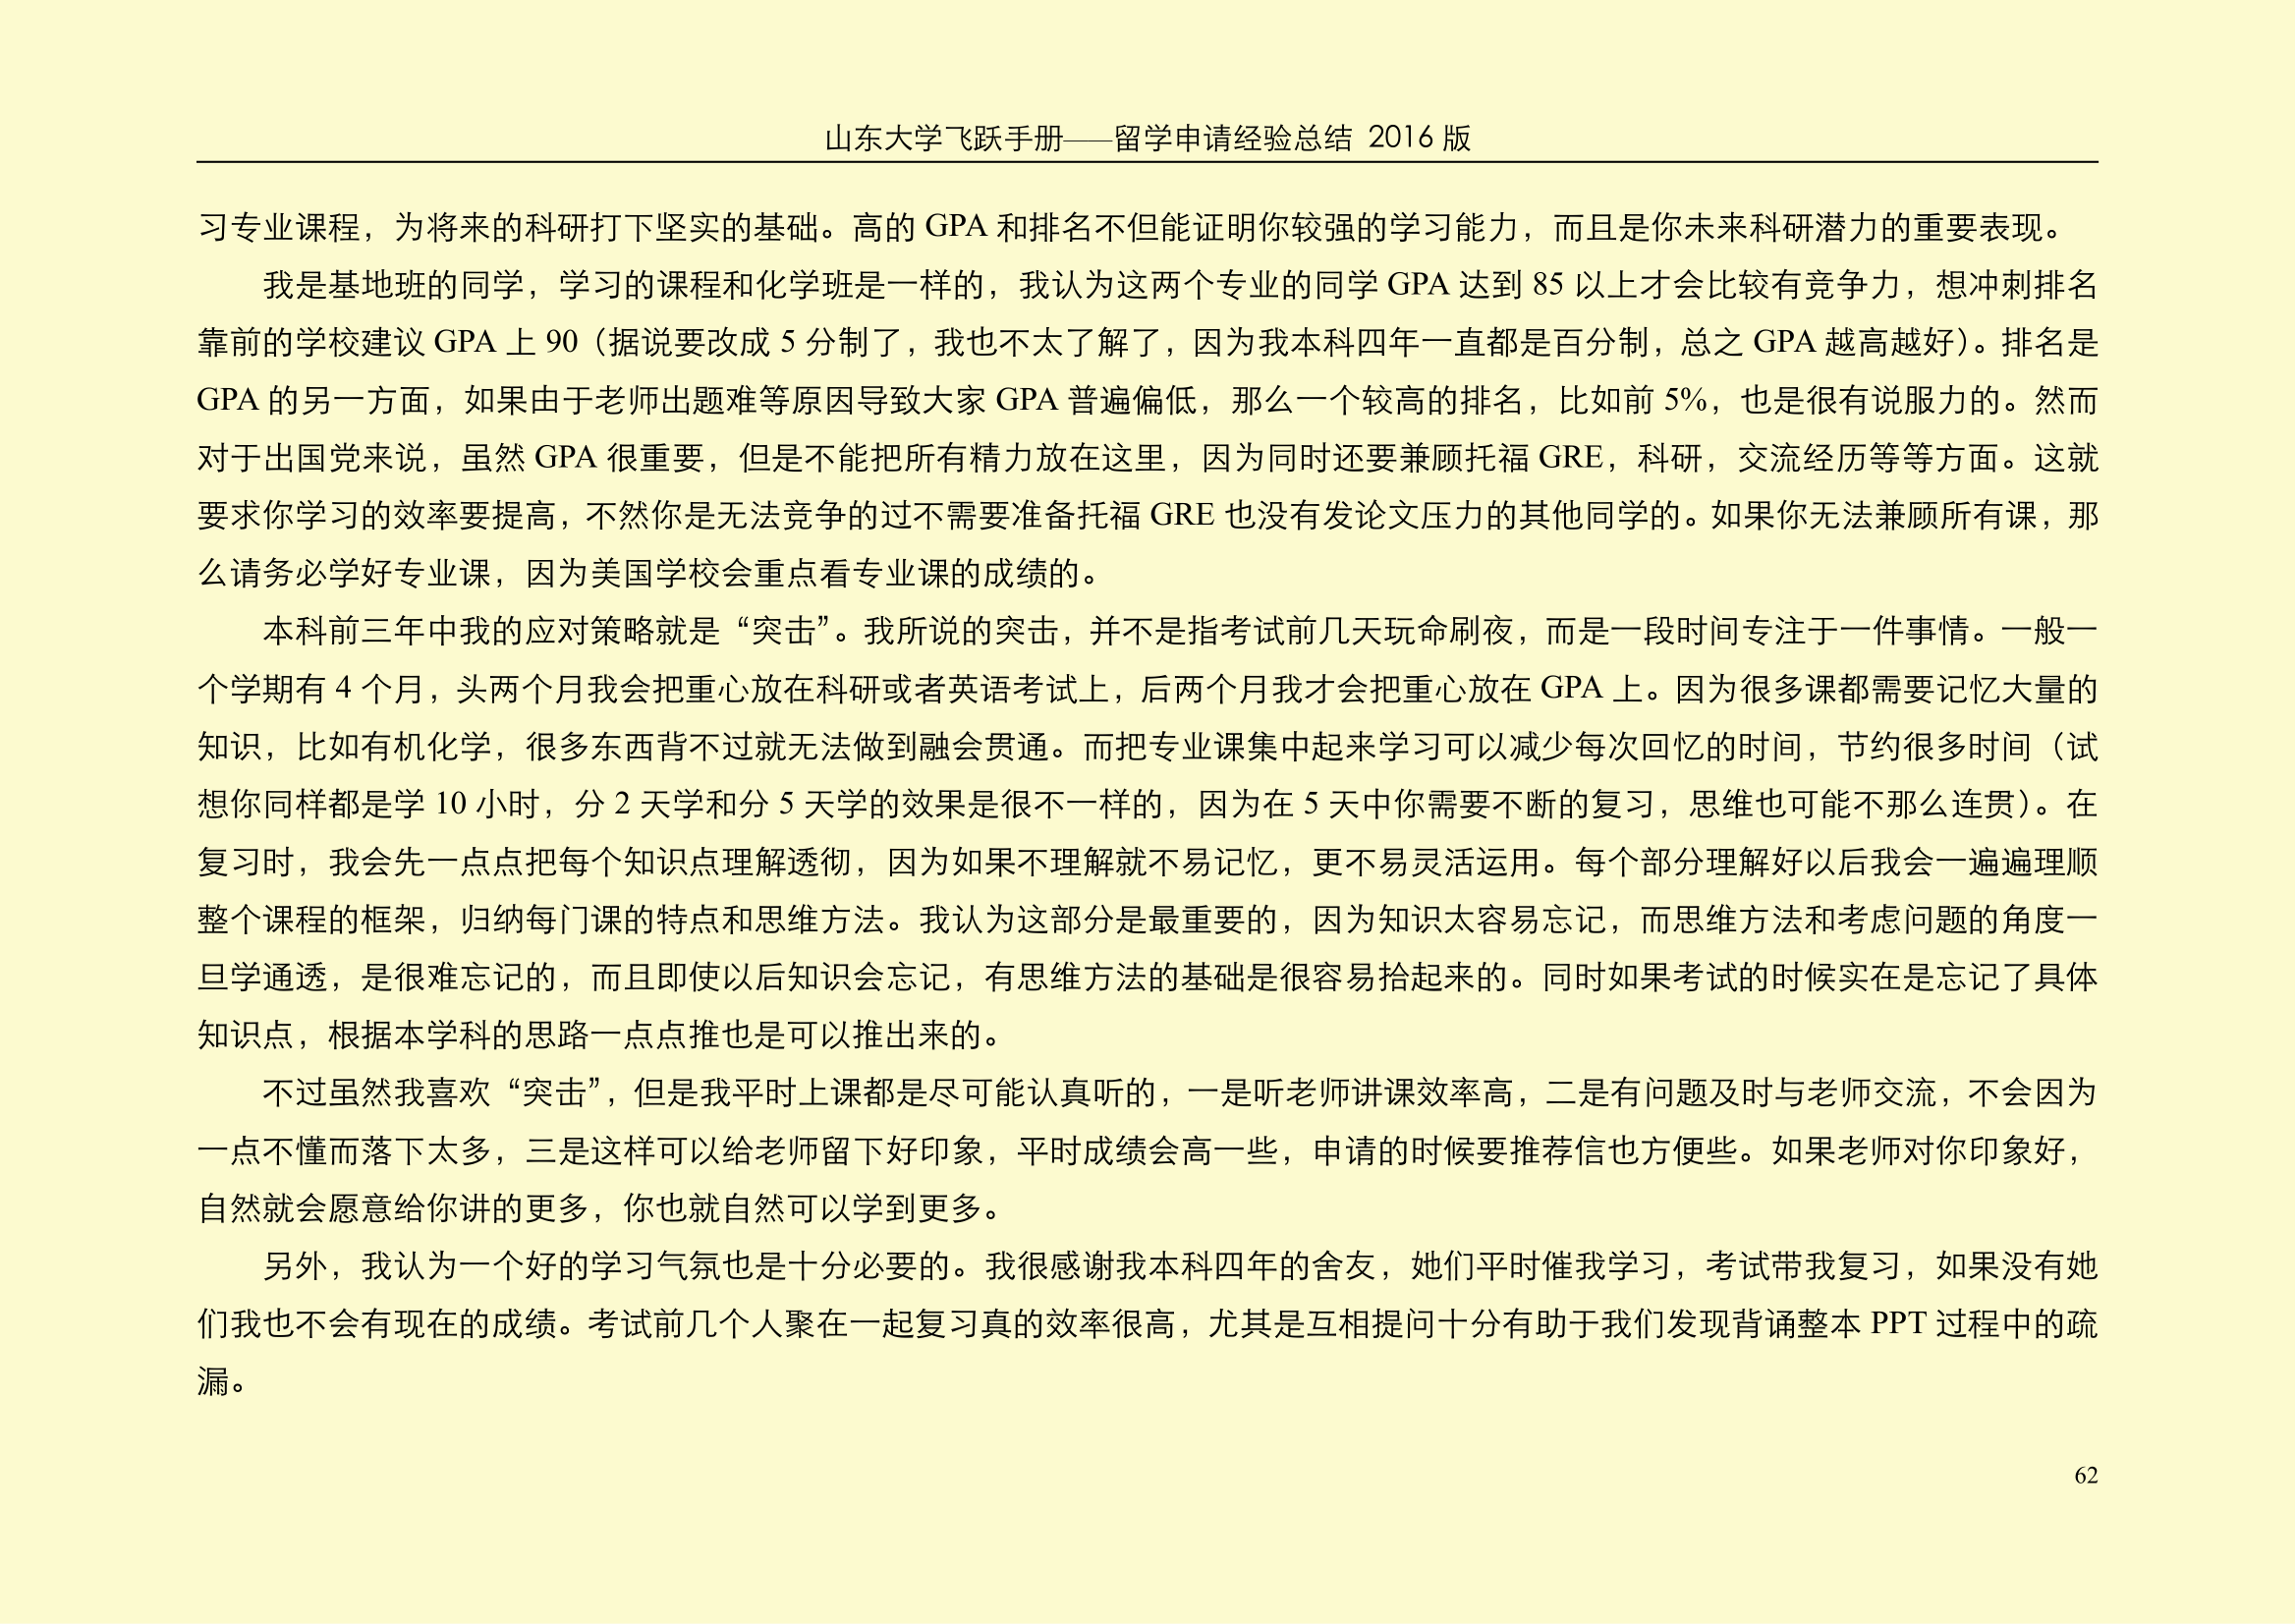 山东大学飞跃手册——留学申请经验总结 2016 版
习专业课程，为将来的科研打下坚实的基础。高的 GPA 和排名不但能证明你较强的学习能力，而且是你未来科研潜力的重要表现。
我是基地班的同学，学习的课程和化学班是一样的，我认为这两个专业的同学 GPA 达到 85 以上才会比较有竞争力，想冲刺排名
靠前的学校建议 GPA 上 90（据说要改成 5 分制了，我也不太了解了，因为我本科四年一直都是百分制，总之 GPA 越高越好）。排名是
GPA 的另一方面，如果由于老师出题难等原因导致大家 GPA 普遍偏低，那么一个较高的排名，比如前 5%，也是很有说服力的。然而
对于出国党来说，虽然 GPA 很重要，但是不能把所有精力放在这里，因为同时还要兼顾托福 GRE，科研，交流经历等等方面。这就
要求你学习的效率要提高，不然你是无法竞争的过不需要准备托福 GRE 也没有发论文压力的其他同学的。如果你无法兼顾所有课，那
么请务必学好专业课，因为美国学校会重点看专业课的成绩的。
本科前三年中我的应对策略就是“突击”。我所说的突击，并不是指考试前几天玩命刷夜，而是一段时间专注于一件事情。一般一
个学期有 4 个月，头两个月我会把重心放在科研或者英语考试上，后两个月我才会把重心放在 GPA 上。因为很多课都需要记忆大量的
知识，比如有机化学，很多东西背不过就无法做到融会贯通。而把专业课集中起来学习可以减少每次回忆的时间，节约很多时间（试
想你同样都是学 10 小时，分 2 天学和分 5 天学的效果是很不一样的，因为在 5 天中你需要不断的复习，思维也可能不那么连贯）。在
复习时，我会先一点点把每个知识点理解透彻，因为如果不理解就不易记忆，更不易灵活运用。每个部分理解好以后我会一遍遍理顺
整个课程的框架，归纳每门课的特点和思维方法。我认为这部分是最重要的，因为知识太容易忘记，而思维方法和考虑问题的角度一
旦学通透，是很难忘记的，而且即使以后知识会忘记，有思维方法的基础是很容易拾起来的。同时如果考试的时候实在是忘记了具体
知识点，根据本学科的思路一点点推也是可以推出来的。
不过虽然我喜欢“突击”，但是我平时上课都是尽可能认真听的，一是听老师讲课效率高，二是有问题及时与老师交流，不会因为
一点不懂而落下太多，三是这样可以给老师留下好印象，平时成绩会高一些，申请的时候要推荐信也方便些。如果老师对你印象好，
自然就会愿意给你讲的更多，你也就自然可以学到更多。
另外，我认为一个好的学习气氛也是十分必要的。我很感谢我本科四年的舍友，她们平时催我学习，考试带我复习，如果没有她
们我也不会有现在的成绩。考试前几个人聚在一起复习真的效率很高，尤其是互相提问十分有助于我们发现背诵整本 PPT 过程中的疏
漏。
62